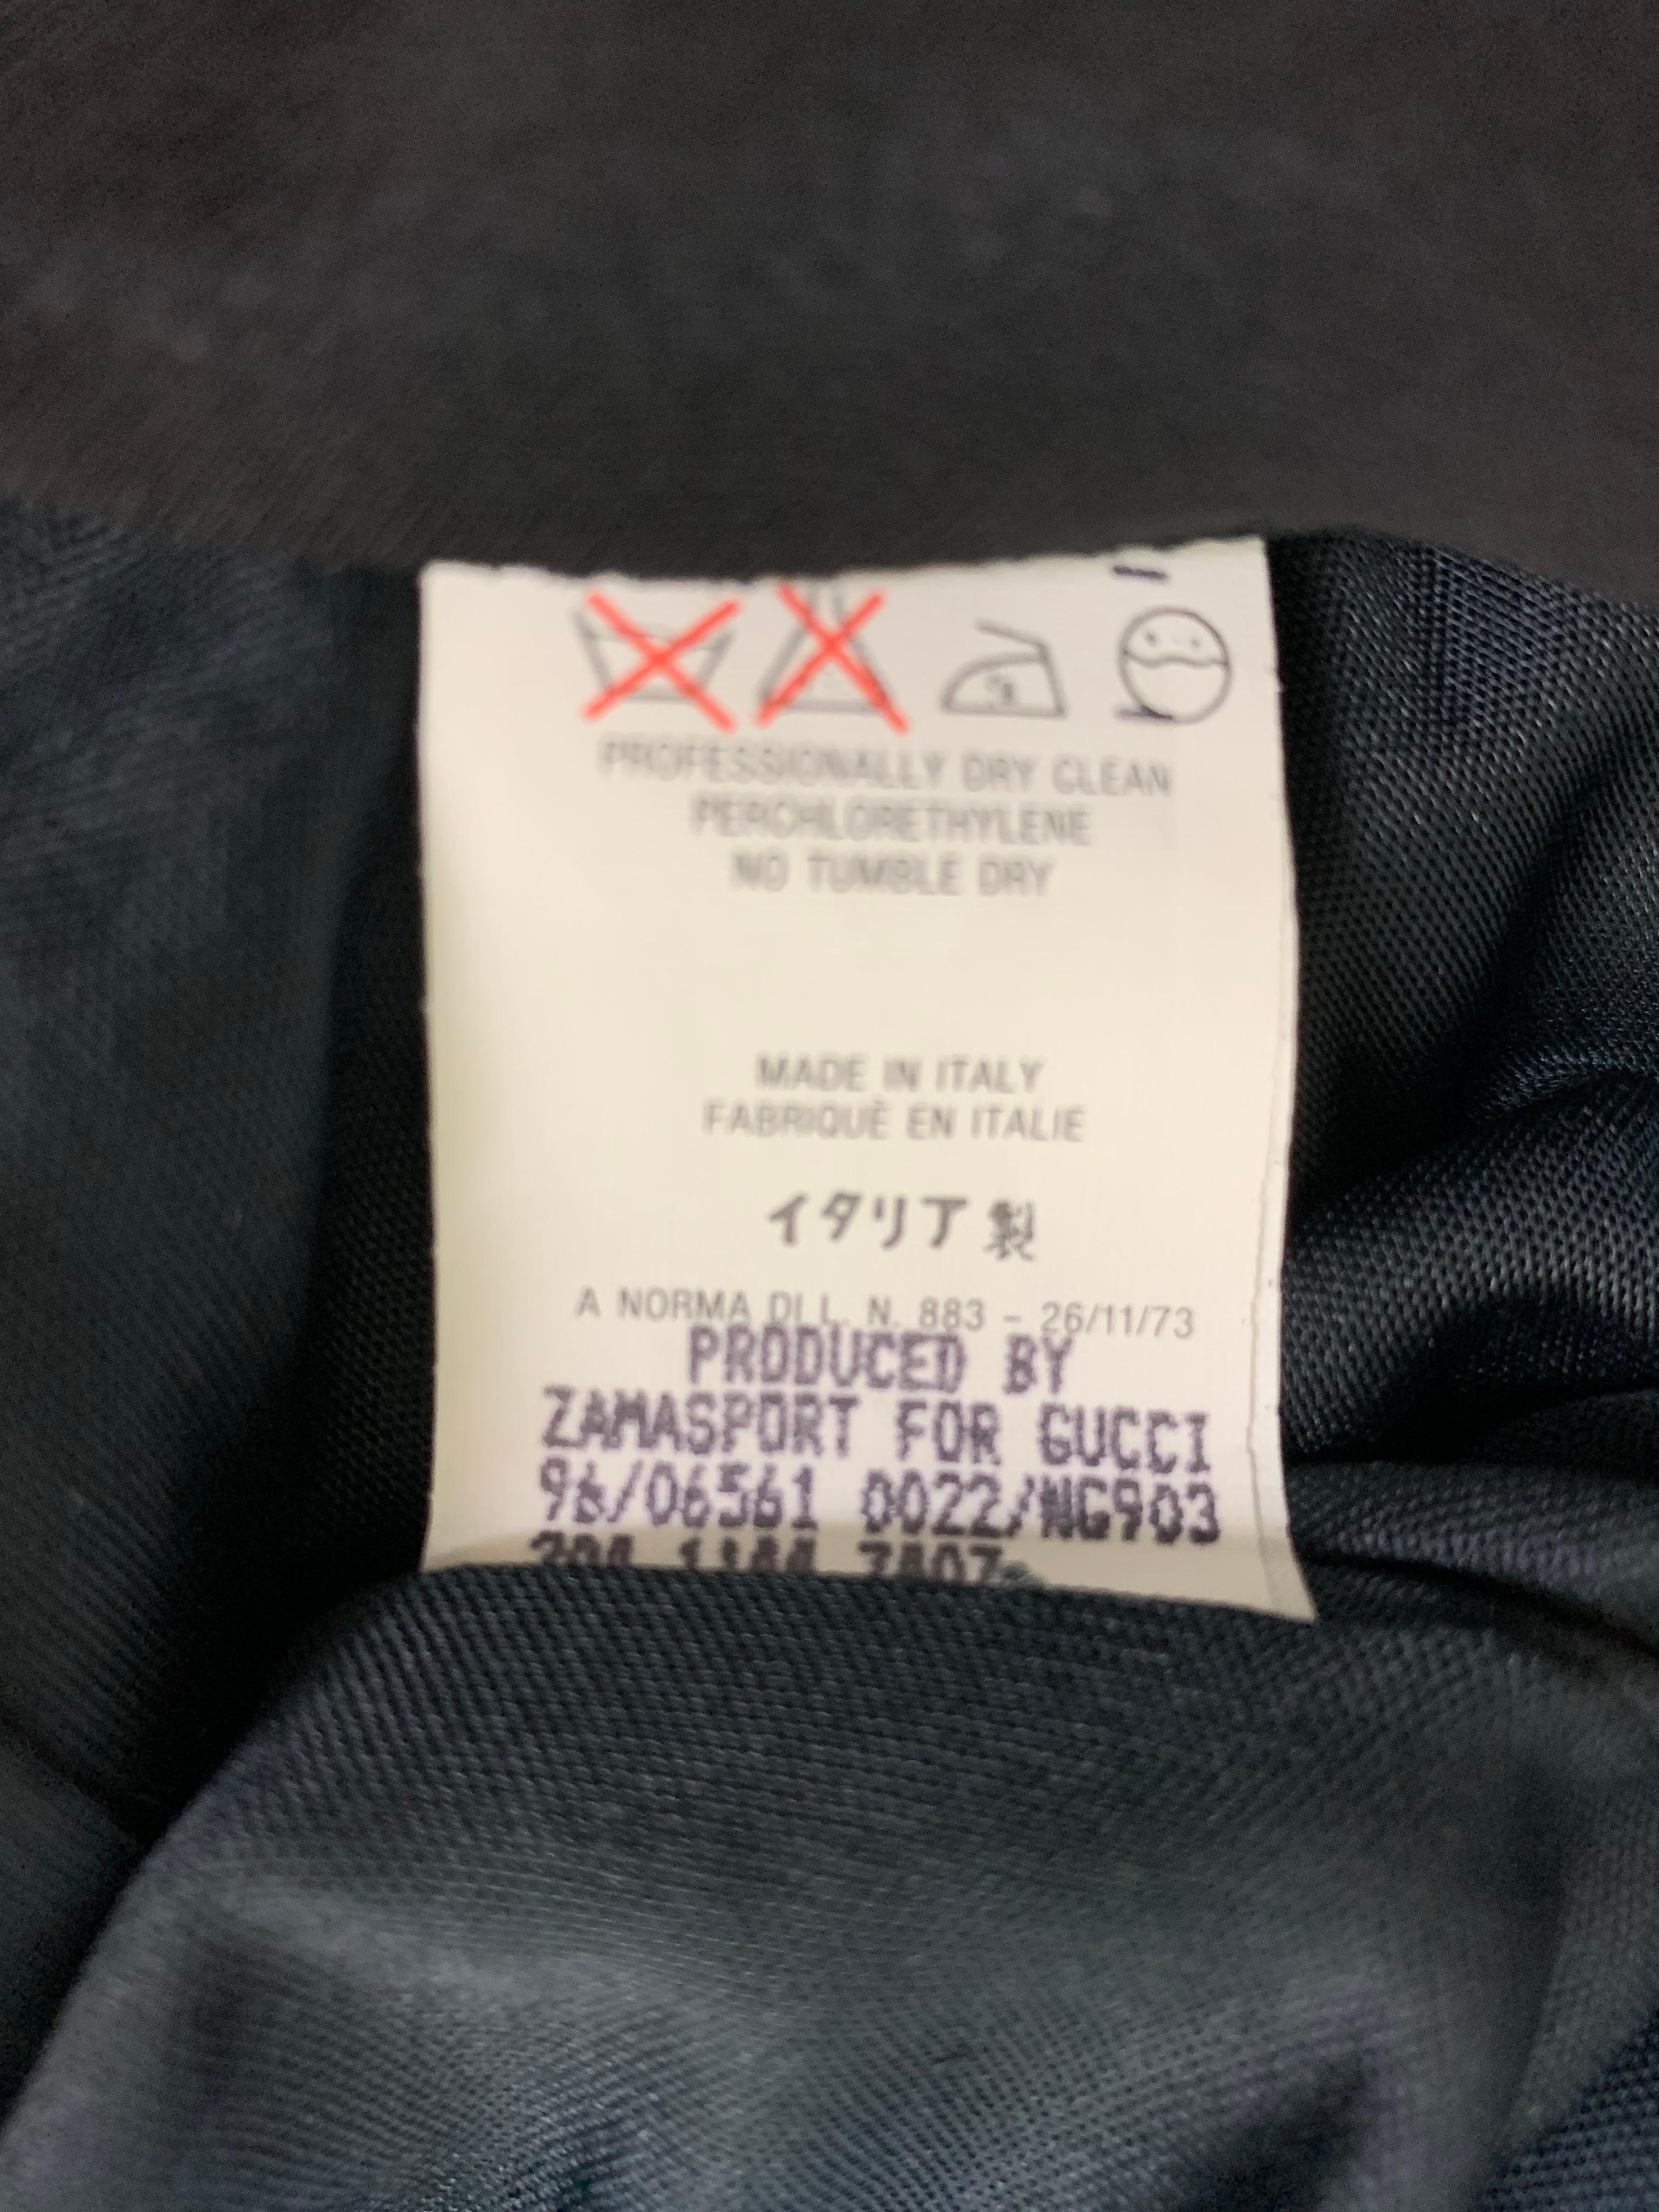 PROFESSIONALLY DRY CLEAN
PERCHLORETHYLENE
NO TUMBLE DRY
MADE IN ITALY
FABRIQUÈ EN ITALIE
イタリア製
A NORMA DI L. N. 883 - 26/11/73
PRODUCED BY
ZAMASPORT FOR GUCCI
96/06561 0022/NG903